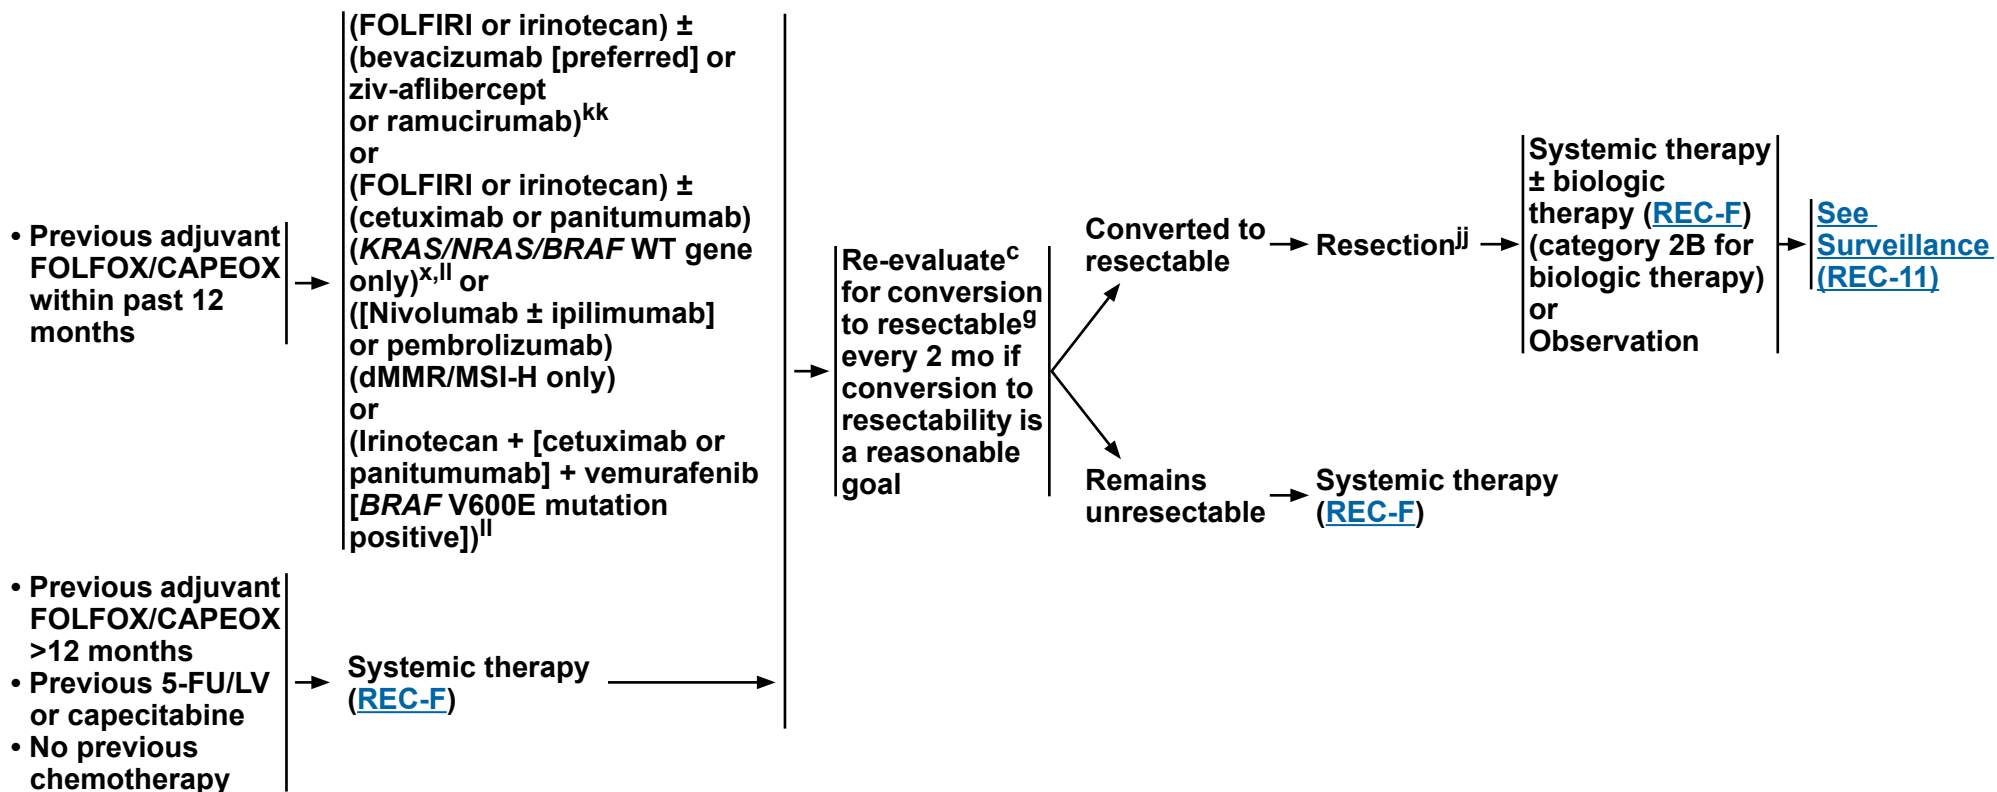 • Previous adjuvant
FOLFOX/CAPEOX
within past 12
months
(FOLFIRI or irinotecan) ±
(bevacizumab [preferred] or
ziv-aflibercept
or ramucirumab)kk
or
(FOLFIRI or irinotecan) ±
(cetuximab or panitumumab)
(KRAS/NRAS/BRAF WT gene
only)x,ll or
([Nivolumab ± ipilimumab]
or pembrolizumab)
(dMMR/MSI-H only)
or
(Irinotecan + [cetuximab or
panitumumab] + vemurafenib
[BRAF V600E mutation
positive])ll
• Previous adjuvant
FOLFOX/CAPEOX
>12 months
• Previous 5-FU/LV
or capecitabine
• No previous
chemotherapy
Systemic therapy
(REC-F)
Re-evaluatec
for conversion
to resectableg
every 2 mo if
conversion to
resectability is
a reasonable
goal
Converted to
resectable
Resectionjj
Systemic therapy
± biologic
therapy (REC-F)
(category 2B for
biologic therapy)
or
Observation
See
Surveillance
(REC-11)
Remains
unresectable
Systemic therapy
(REC-F)